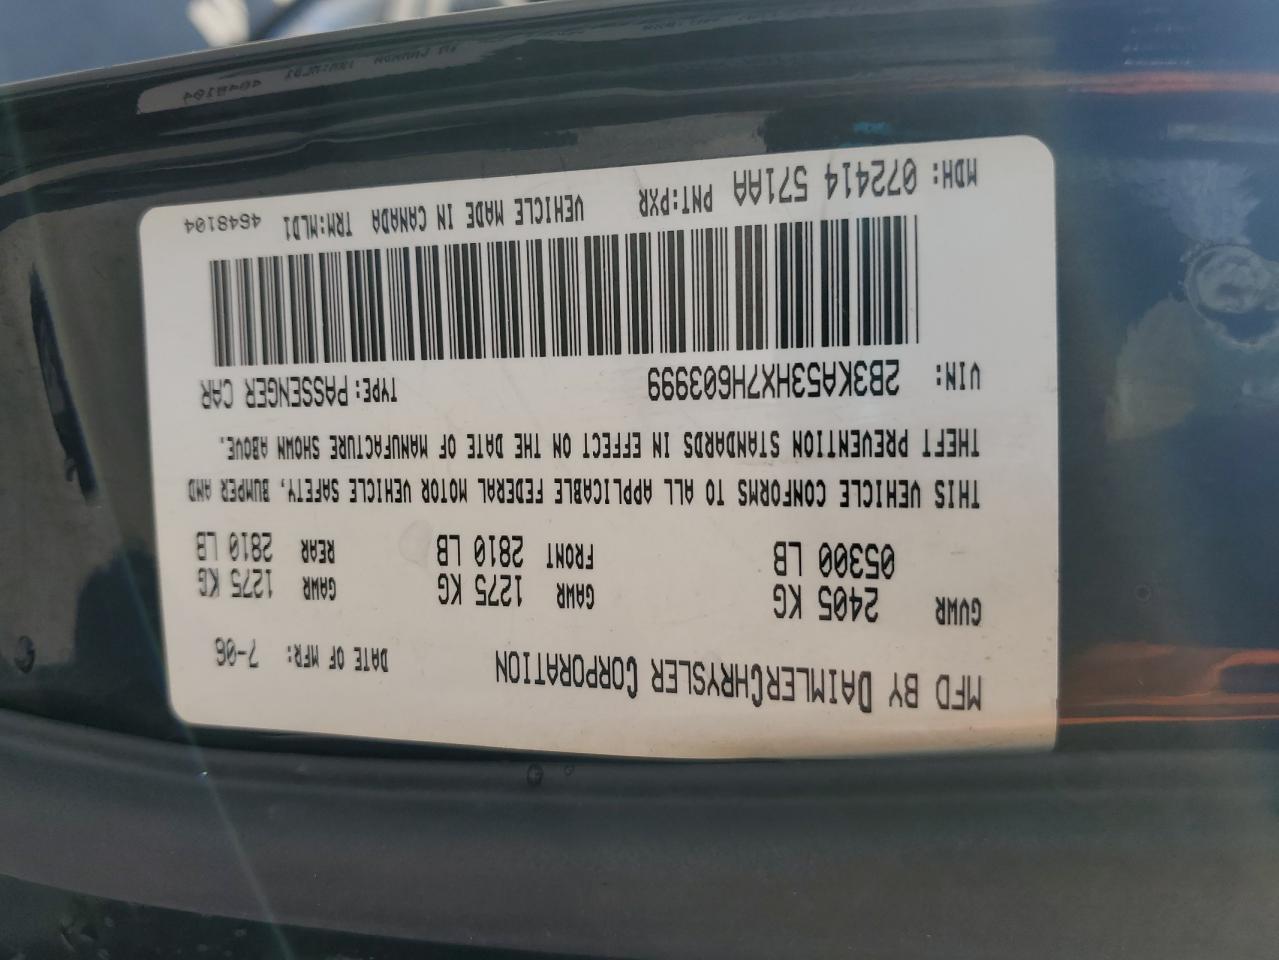 MFD BY DAIMLERCHRYSLER CORPORATION DATE OF MFR: 7-06
GVWR 2405 KG GAWR 1275 KG GAWR 1275 KG
05300 LB FRONT 2810 LB REAR 2810 LB
THIS VEHICLE CONFORMS TO ALL APPLICABLE FEDERAL MOTOR VEHICLE SAFETY, BUMPER AND
THEFT PREVENTION STANDARDS IN EFFECT ON THE DATE OF MANUFACTURE SHOWN ABOVE.
VIN: 2B3KA53HX7H603999 TYPE: PASSENGER CAR
MDH: 072414 571AA PNT:PXR VEHICLE MADE IN CANADA TRM:MLD1 4648104